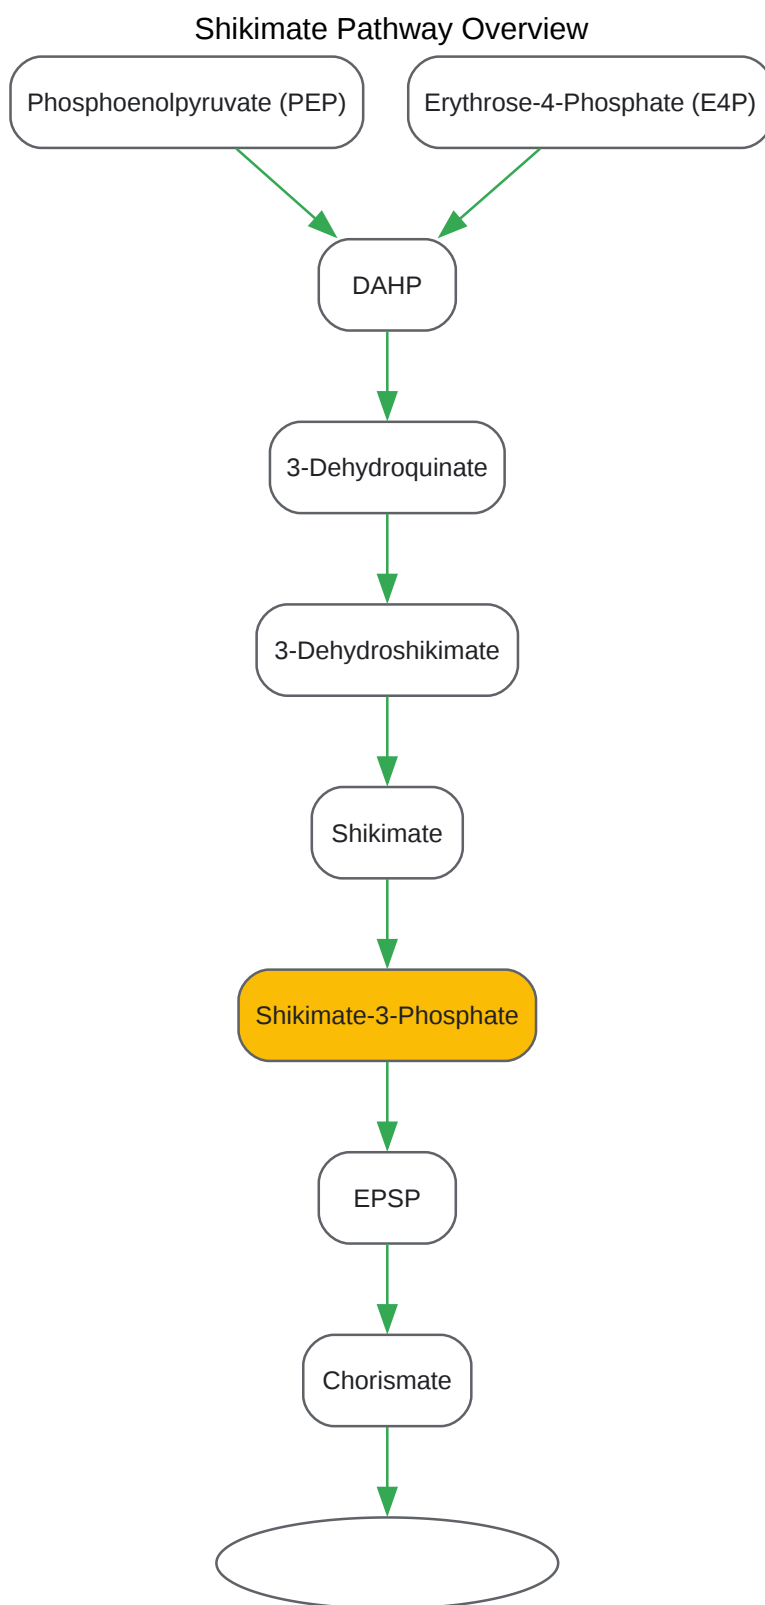 Shikimate Pathway Overview
Phosphoenolpyruvate (PEP)
Erythrose-4-Phosphate (E4P)
DAHP
3-Dehydroquinate
3-Dehydroshikimate
Shikimate
Shikimate-3-Phosphate
EPSP
Chorismate